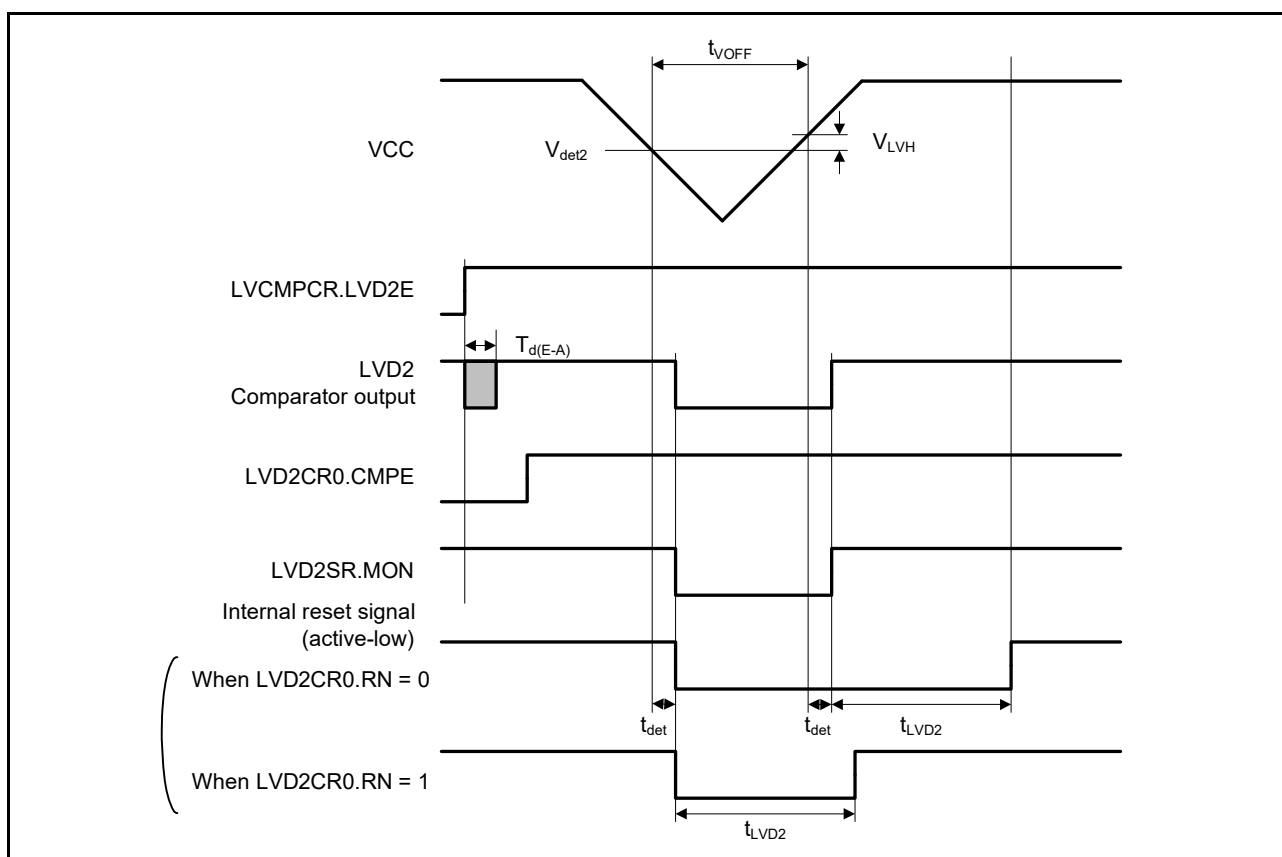 tVOFF
VCC
Vdet2
VLVH
LVCMPCR.LVD2E
Td(E-A)
LVD2
Comparator output
LVD2CR0.CMPE
LVD2SR.MON
Internal reset signal
(active-low)
When LVD2CR0.RN = 0
tdet
tdet
tLVD2
When LVD2CR0.RN = 1
tLVD2